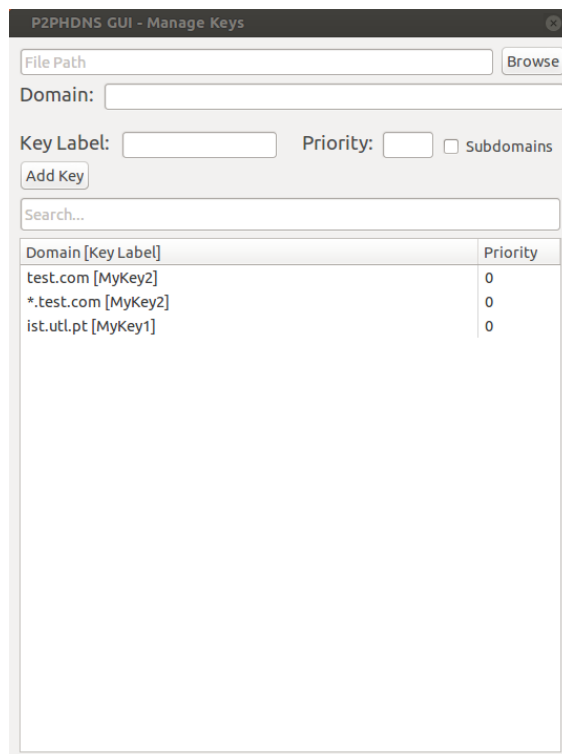 P2PHDNS GUI - Manage Keys
File Path Browse
Domain:
Key Label: Priority: Subdomains
Add Key
Search...
Domain [Key Label] Priority
test.com [MyKey2] 0
*.test.com [MyKey2] 0
ist.utl.pt [MyKey1] 0